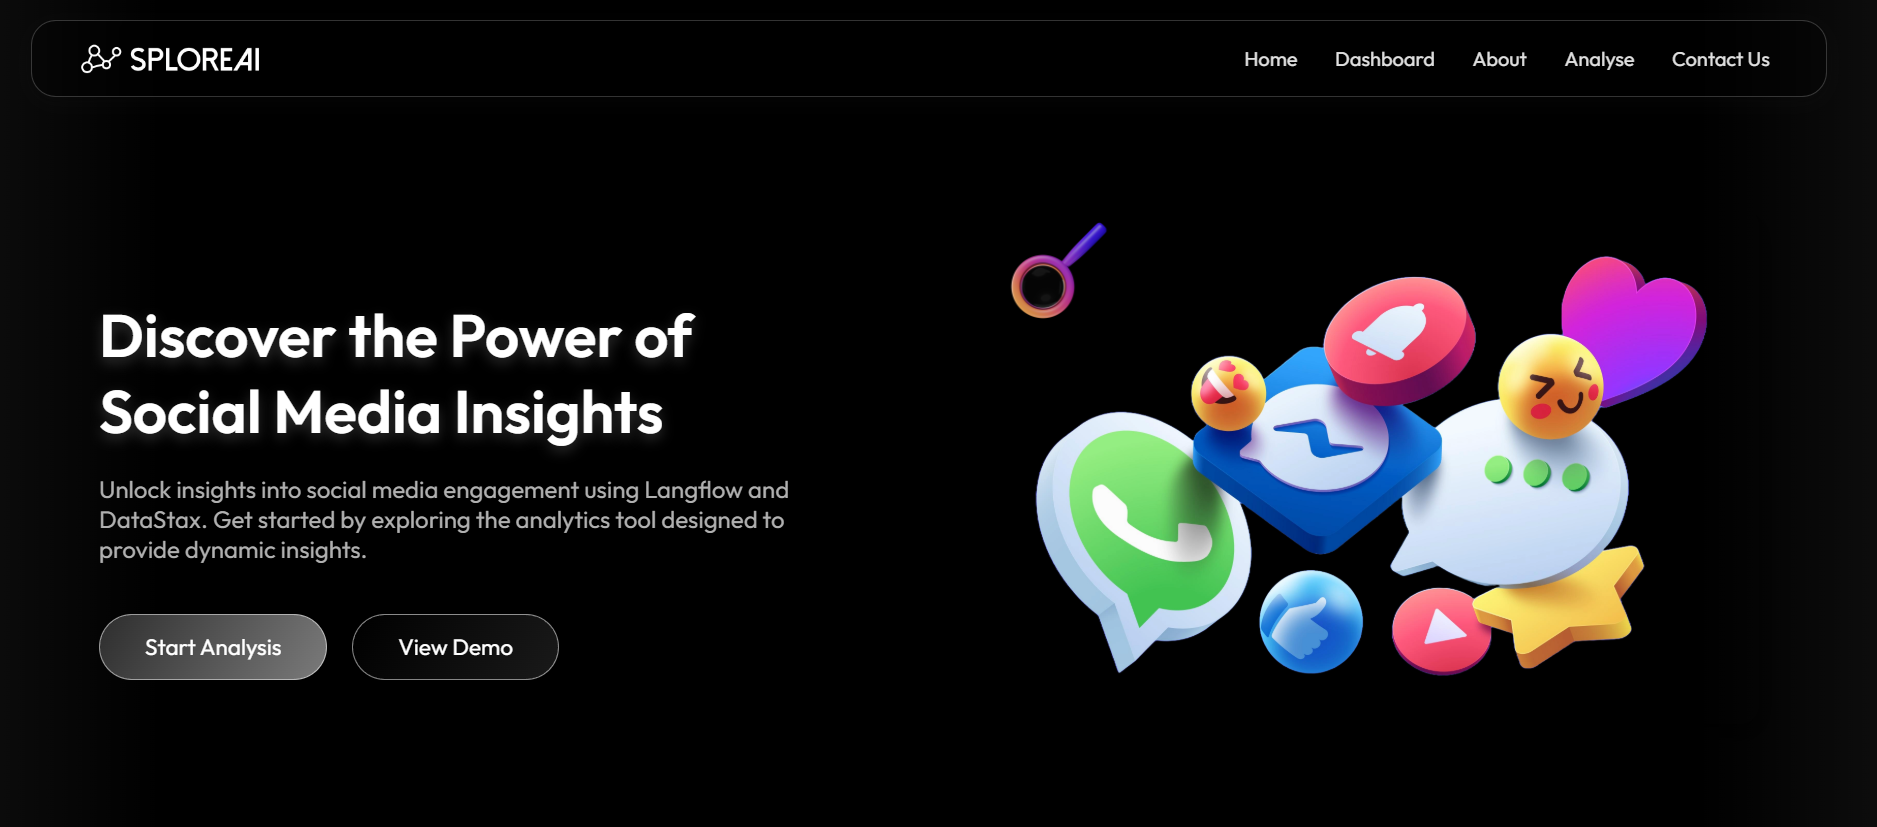 SPLOREAI
Home
Dashboard
About
Analyse
Contact Us
Discover the Power of
Social Media Insights
Unlock insights into social media engagement using Langflow and
DataStax. Get started by exploring the analytics tool designed to
provide dynamic insights.
Start Analysis
View Demo